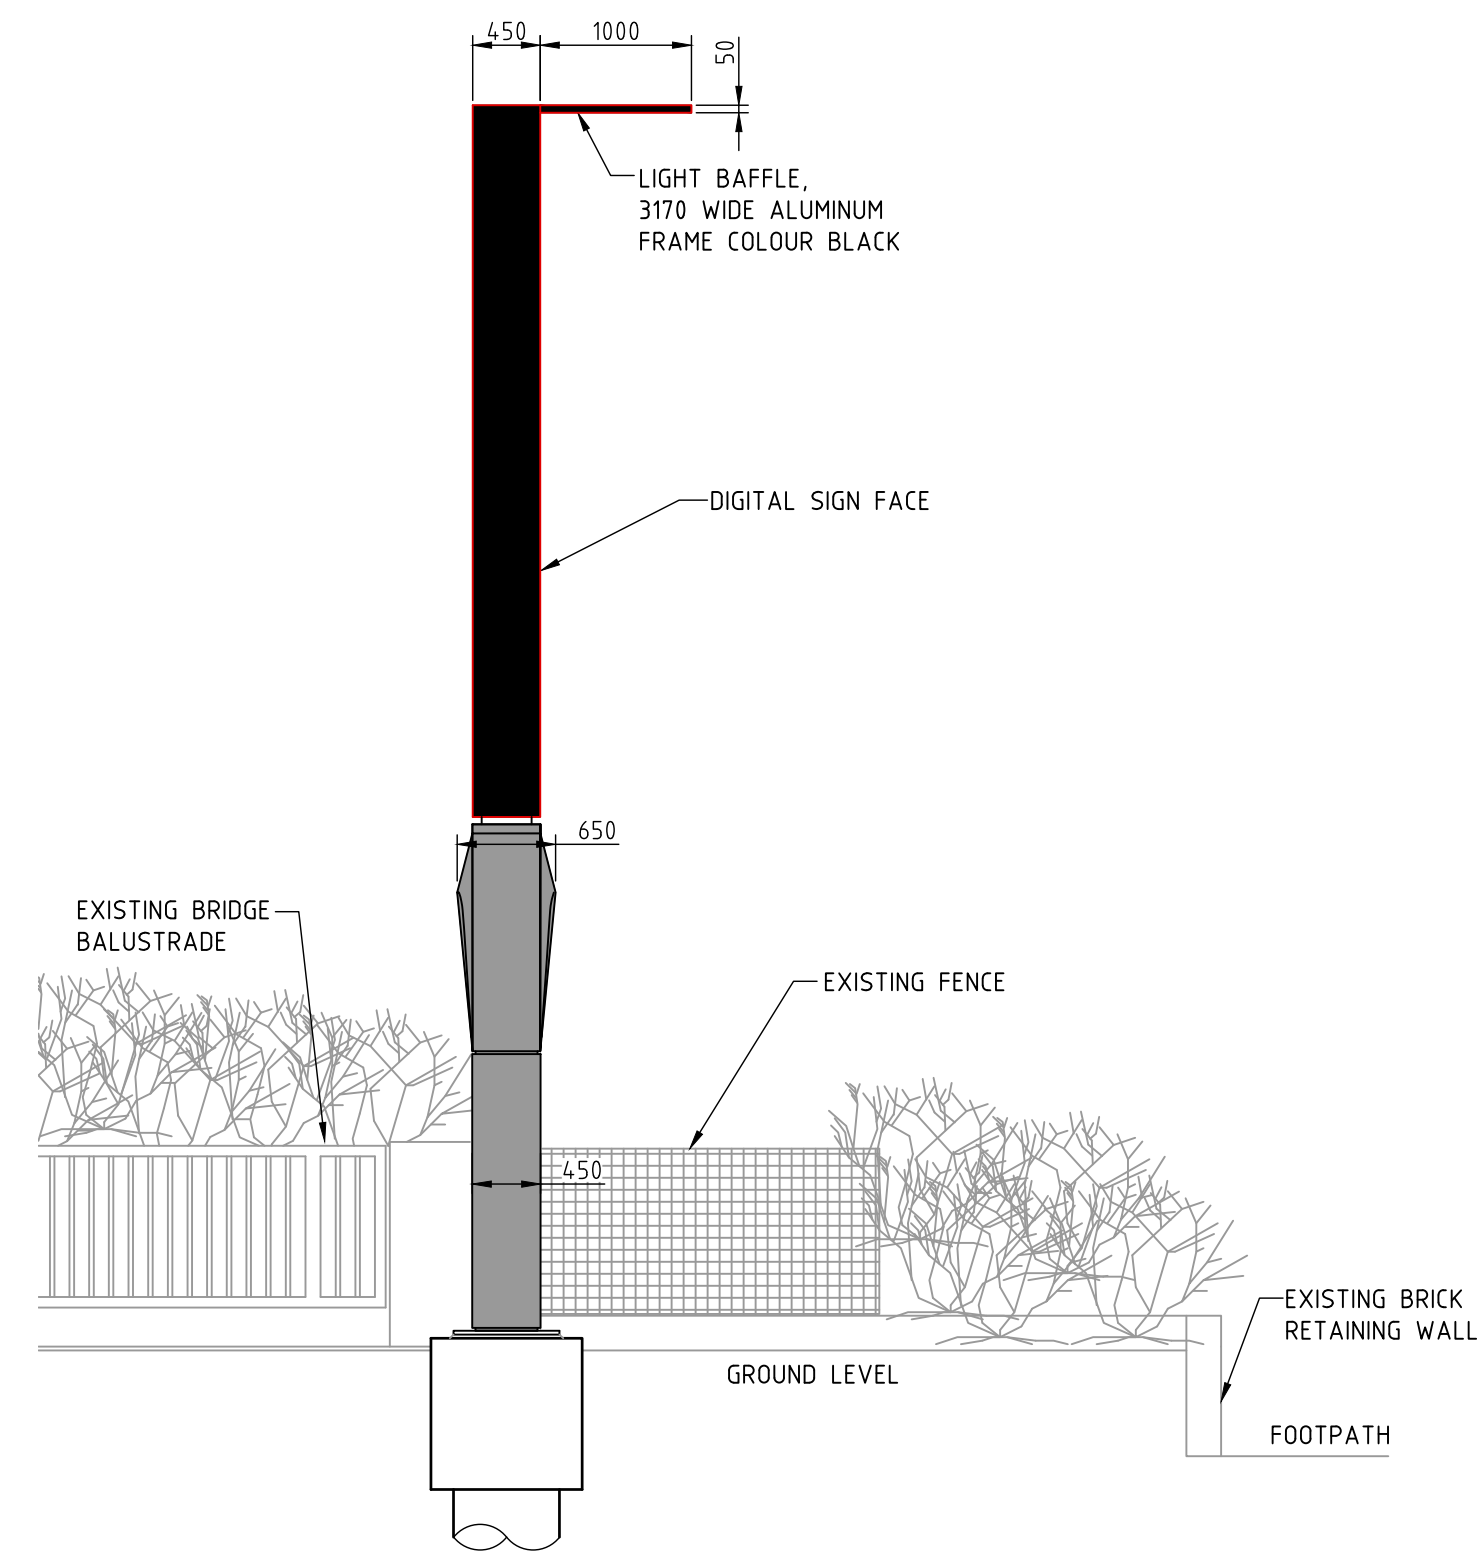 450
1000
50
LIGHT BAFFLE,
3170 WIDE ALUMINUM
FRAME COLOUR BLACK
DIGITAL SIGN FACE
650
EXISTING BRIDGE
BALUSTRADE
EXISTING FENCE
450
EXISTING BRICK
RETAINING WALL
GROUND LEVEL
FOOTPATH